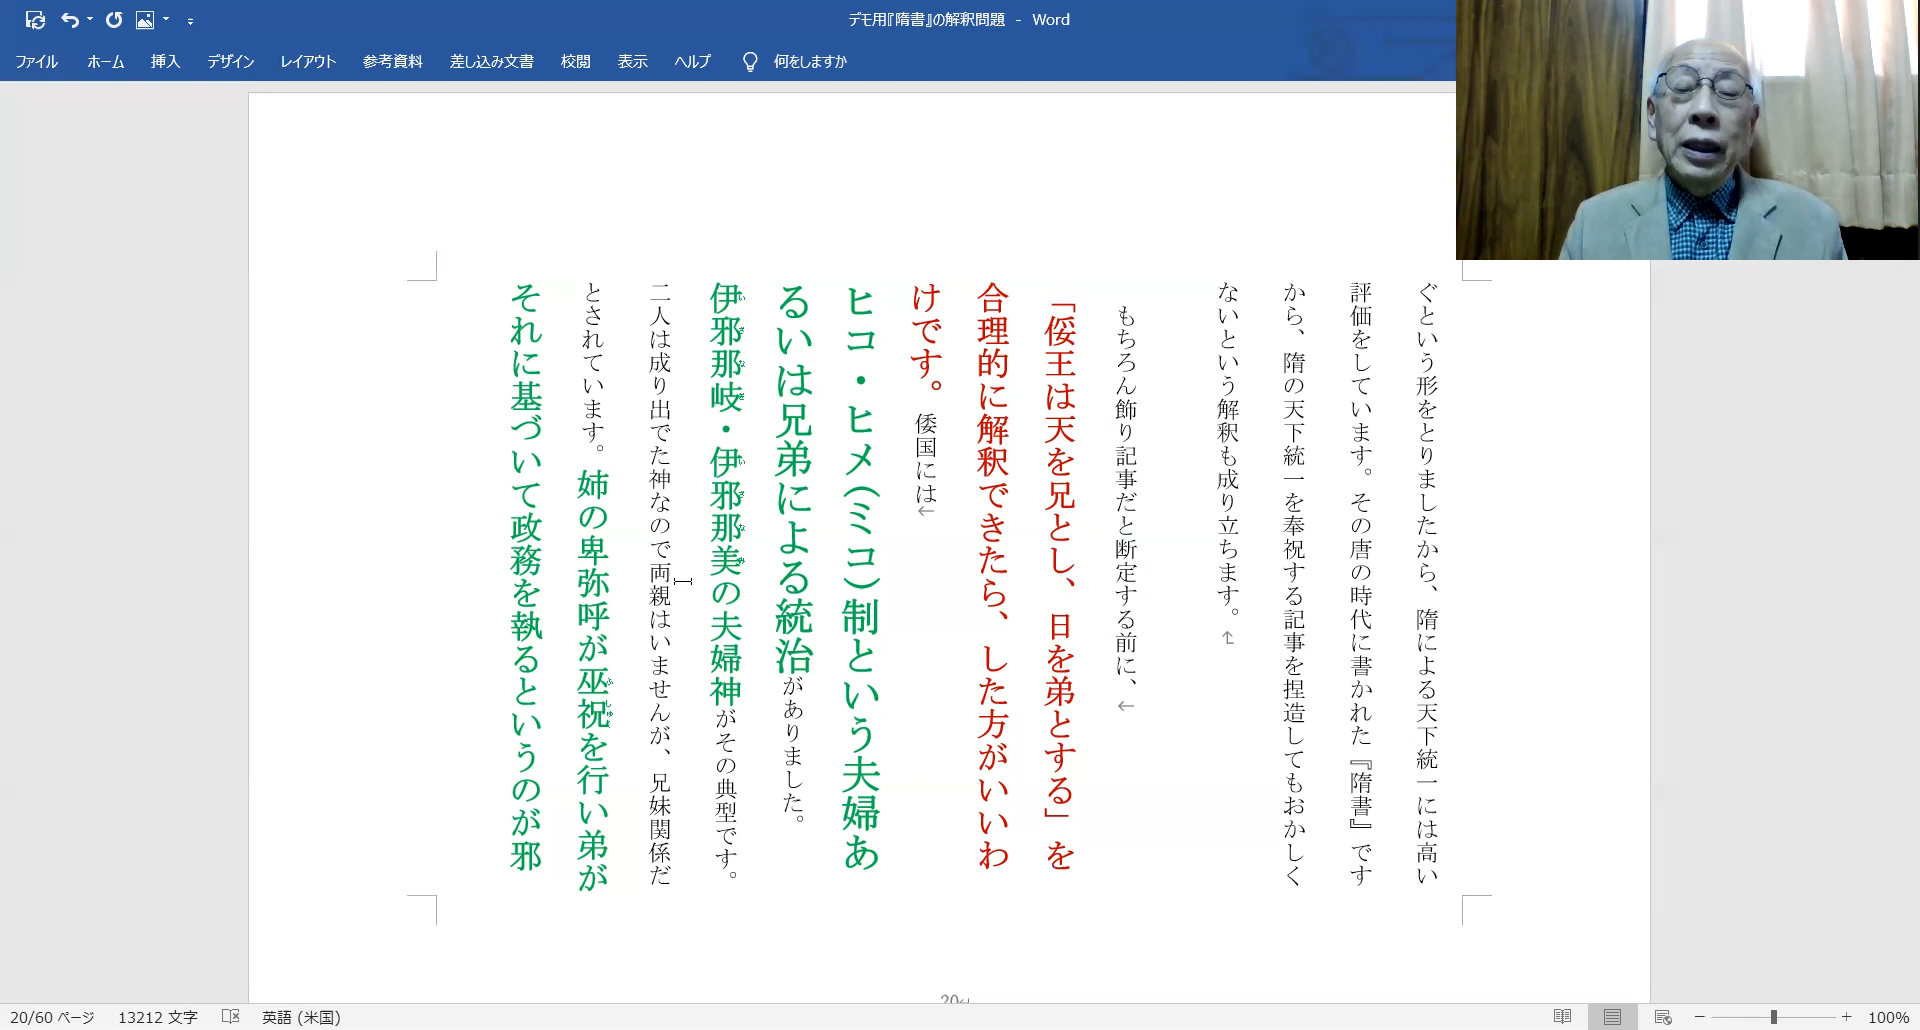 デモ用『隋書』の解釈問題 - Word
ファイル ホーム 挿入 デザイン レイアウト 参考資料 差し込み文書 校閲 表示 ヘルプ 何をしますか
ぐという形をとりましたから、隋による天下統一には高い
評価をしています。その唐の時代に書かれた『隋書』です
から、隋の天下統一を奉祝する記事を捏造してもおかしく
ないという解釈も成り立ちます。
もちろん飾り記事だと断定する前に、
「俀王は天を兄とし、日を弟とする」を
合理的に解釈できたら、した方がいいわ
けです。倭国には
ヒコ・ヒメ(ミコ)制という夫婦あ
るいは兄弟による統治がありました。
伊邪那岐・伊邪那美の夫婦神がその典型です。
二人は成り出でた神なので両親はいませんが、兄妹関係だ
とされています。姉の卑弥呼が巫祝を行い弟が
それに基づいて政務を執るというのが邪
20
20/60 ページ 13212 文字 英語 (米国) 100%